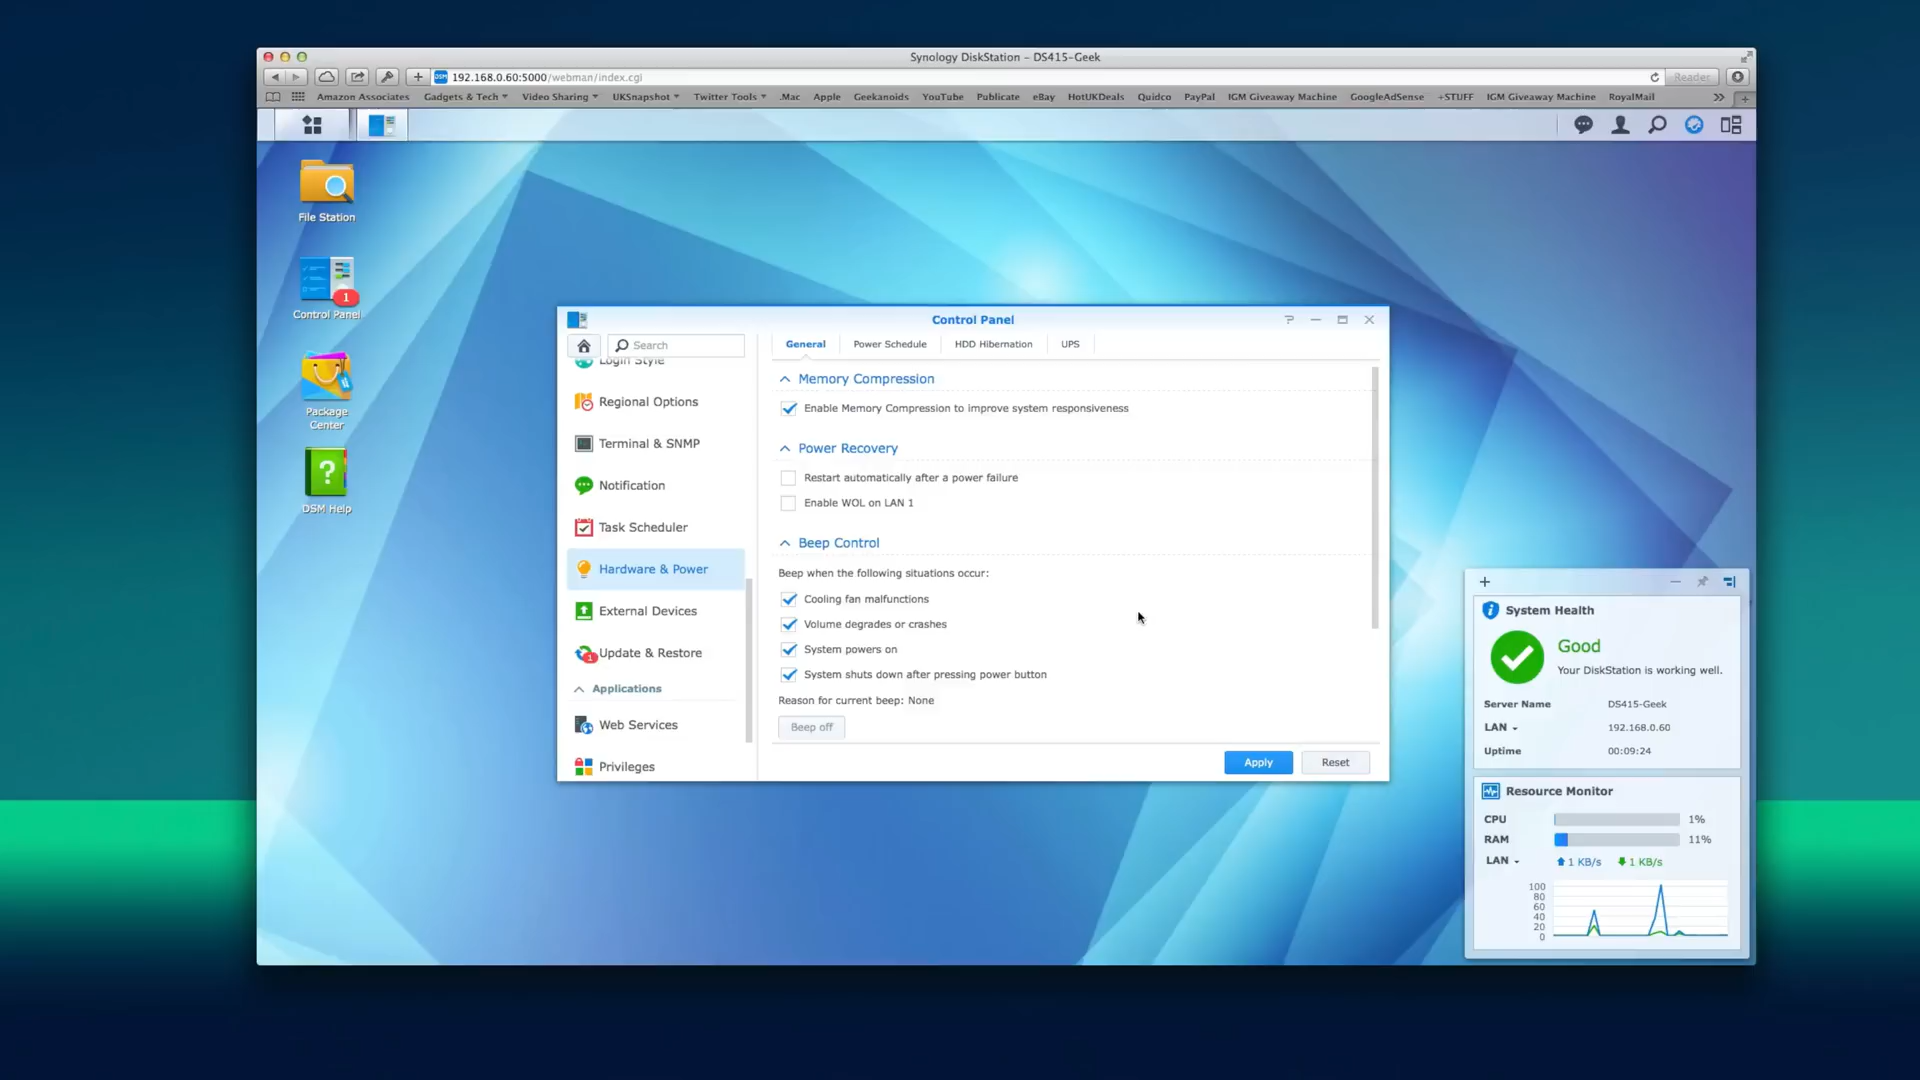 Synology DiskStation – DS415-Geek
192.168.0.60:5000/webman/index.cgi
Reader
Amazon Associates Gadgets & Tech Video Sharing UKSnapshot Twitter Tools .Mac Apple Geekanoids YouTube Publicate eBay HotUKDeals Quidco PayPal IGM Giveaway Machine GoogleAdSense +STUFF IGM Giveaway Machine RoyalMail
File Station
1
Control Panel
Package
Center
?
DSM Help
Control Panel
Search
Login Style
Regional Options
Terminal & SNMP
Notification
Task Scheduler
Hardware & Power
External Devices
1
Update & Restore
Applications
Web Services
Privileges
General Power Schedule HDD Hibernation UPS
Memory Compression
Enable Memory Compression to improve system responsiveness
Power Recovery
Restart automatically after a power failure
Enable WOL on LAN 1
Beep Control
Beep when the following situations occur:
Cooling fan malfunctions
Volume degrades or crashes
System powers on
System shuts down after pressing power button
Reason for current beep: None
Beep off
Apply Reset
System Health
Good
Your DiskStation is working well.
Server Name DS415-Geek
LAN 192.168.0.60
Uptime 00:09:24
Resource Monitor
CPU 1%
RAM 11%
LAN 1 KB/s 1 KB/s
100
80
60
40
20
0